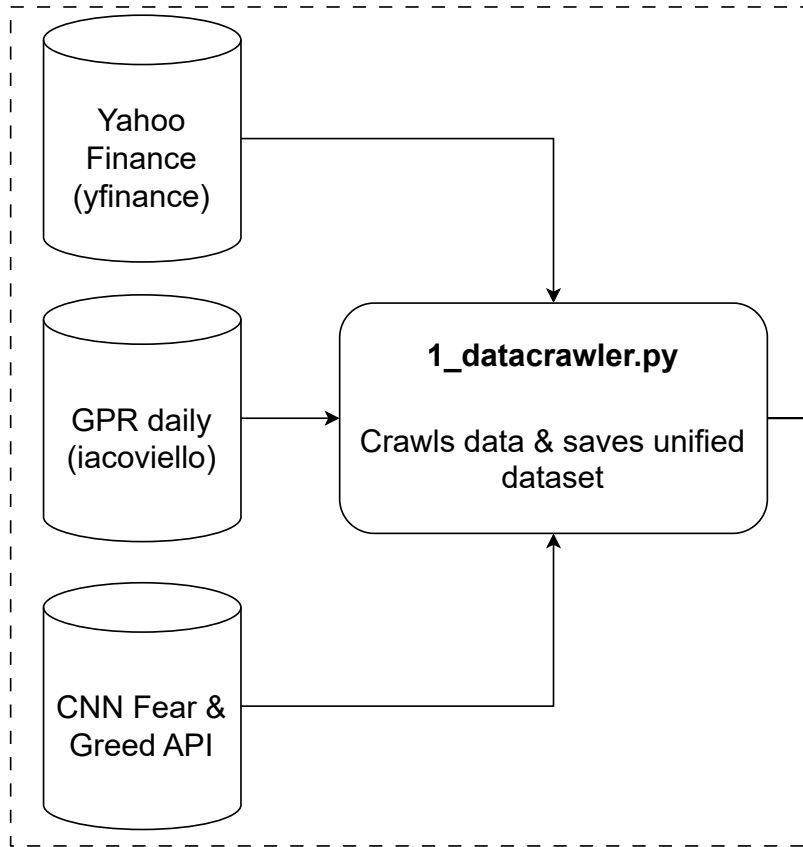 Yahoo
Finance
(yfinance)
GPR daily
(iacoviello)
CNN Fear &
Greed API
1_datacrawler.py
Crawls data & saves unified
dataset